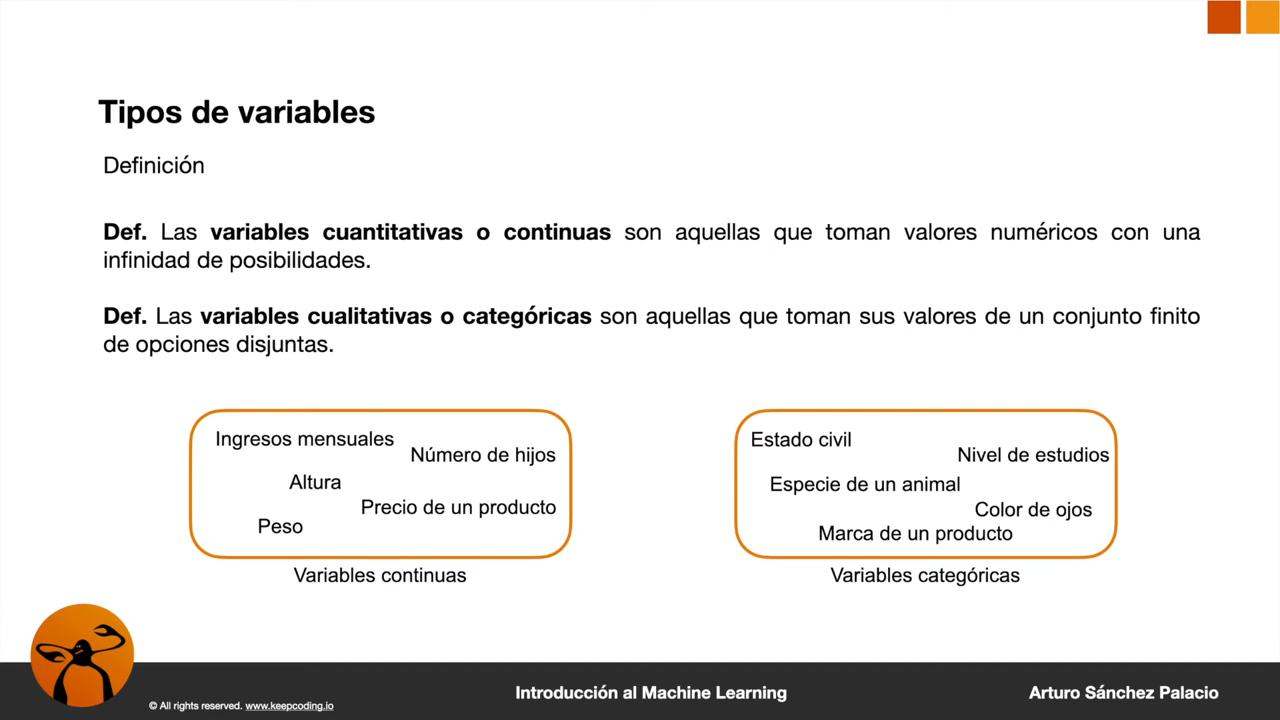 Tipos de variables
Definición
Def. Las variables cuantitativas o continuas son aquellas que toman valores numéricos con una
infinidad de posibilidades.
Def. Las variables cualitativas o categóricas son aquellas que toman sus valores de un conjunto finito
de opciones disjuntas.
Ingresos mensuales
Número de hijos
Altura
Precio de un producto
Peso
Variables continuas
Estado civil
Nivel de estudios
Especie de un animal
Color de ojos
Marca de un producto
Variables categóricas
© All rights reserved. www.keepcoding.io
Introducción al Machine Learning
Arturo Sánchez Palacio